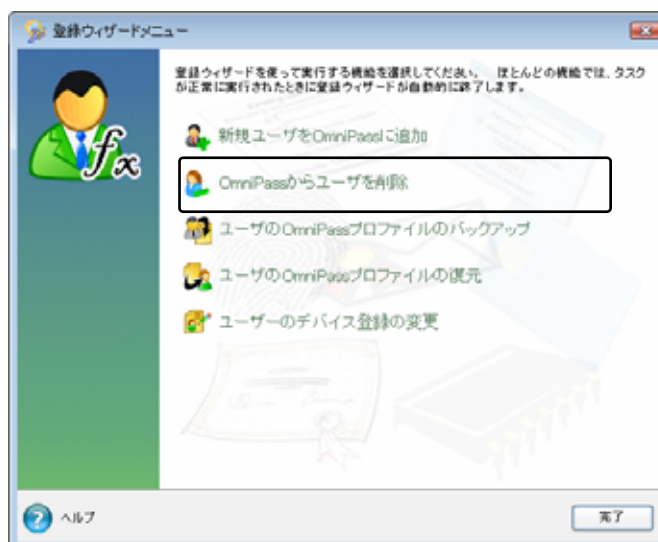 登録ウィザードメニュー
登録ウィザードを使って実行する機能を選択してください。 ほとんどの機能では、タスク
が正常に実行されたときに登録ウィザードが自動的に終了します。
新規ユーザをOmniPassに追加
OmniPassからユーザを削除
ユーザのOmniPassプロファイルのバックアップ
ユーザのOmniPassプロファイルの復元
ユーザーのデバイス登録の変更
ヘルプ
完了